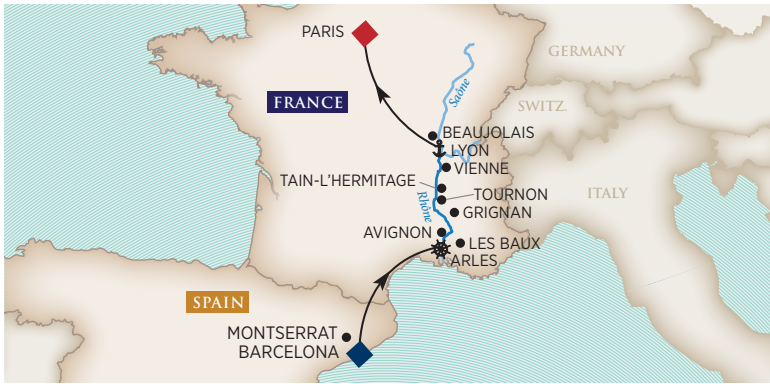 PARIS
GERMANY
FRANCE
Saône
SWITZ.
BEAUJOLAIS
LYON
VIENNE
TAIN-L'HERMITAGE
TOURNON
ITALY
Rhône
GRIGNAN
AVIGNON
LES BAUX
ARLES
SPAIN
MONTSERRAT
BARCELONA